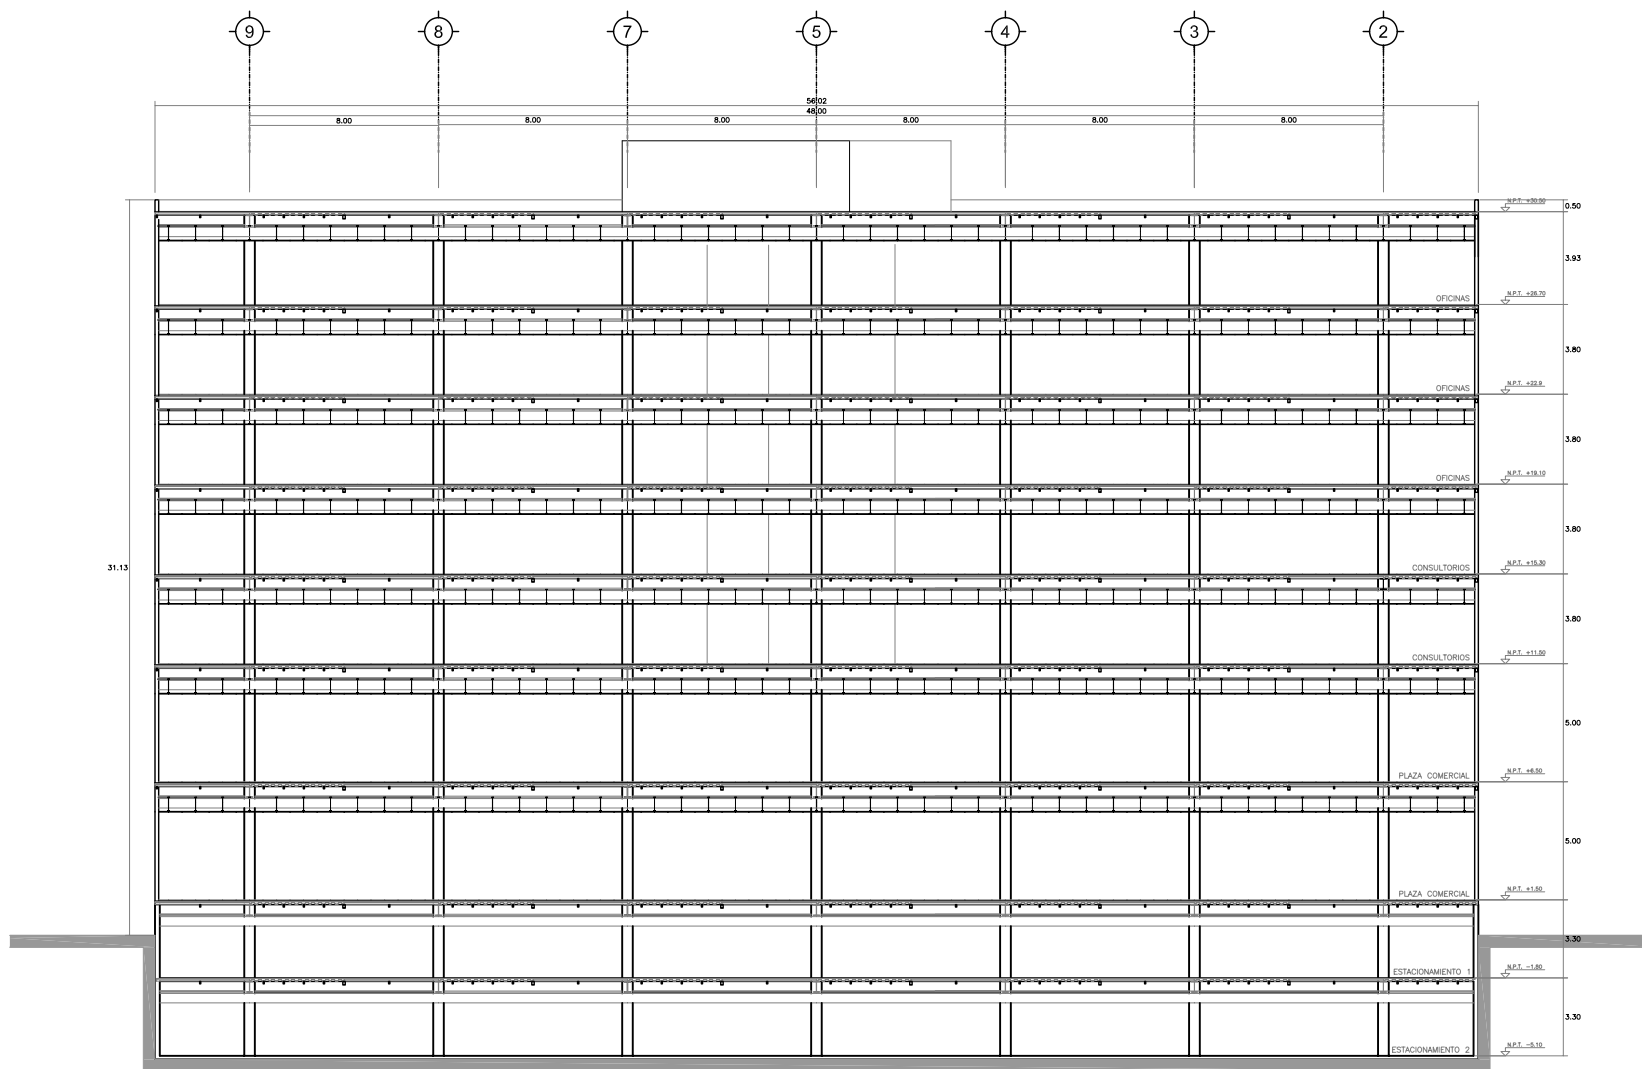 9 8 7 5 4 3 2
56.02
48.00
8.00 8.00 8.00 8.00 8.00 8.00
N.P.T. +30.50
0.50
3.93
OFICINAS N.P.T. +26.70
3.80
OFICINAS N.P.T. +22.9
3.80
OFICINAS N.P.T. +19.10
3.80
31.13
CONSULTORIOS N.P.T. +15.30
3.80
CONSULTORIOS N.P.T. +11.50
5.00
PLAZA COMERCIAL N.P.T. +6.50
5.00
PLAZA COMERCIAL N.P.T. +1.50
3.30
ESTACIONAMIENTO 1 N.P.T. -1.80
3.30
ESTACIONAMIENTO 2 N.P.T. -5.10